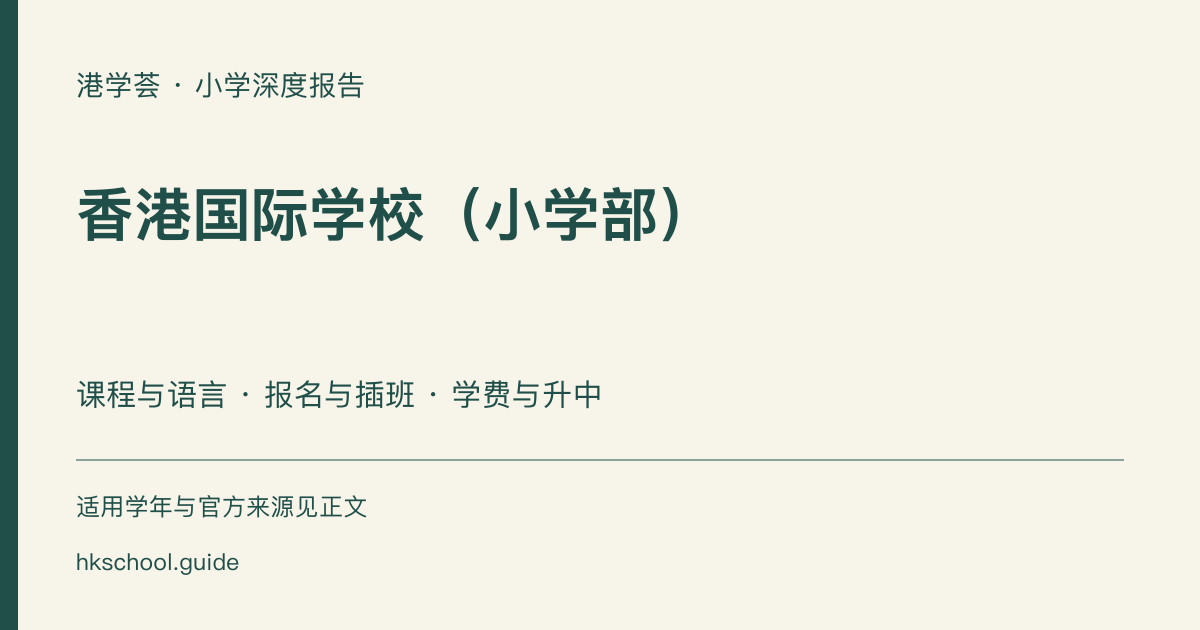 港学荟 · 小学深度报告
香港国际学校（小学部）
课程与语言 · 报名与插班 · 学费与升中
适用学年与官方来源见正文
hkschool.guide